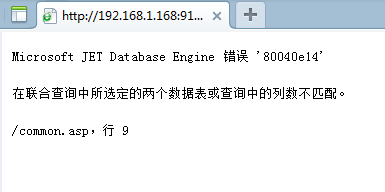 http://192.168.1.168:91...
Microsoft JET Database Engine 错误 '80040e14'
在联合查询中所选定的两个数据表或查询中的列数不匹配。
/common.asp，行 9